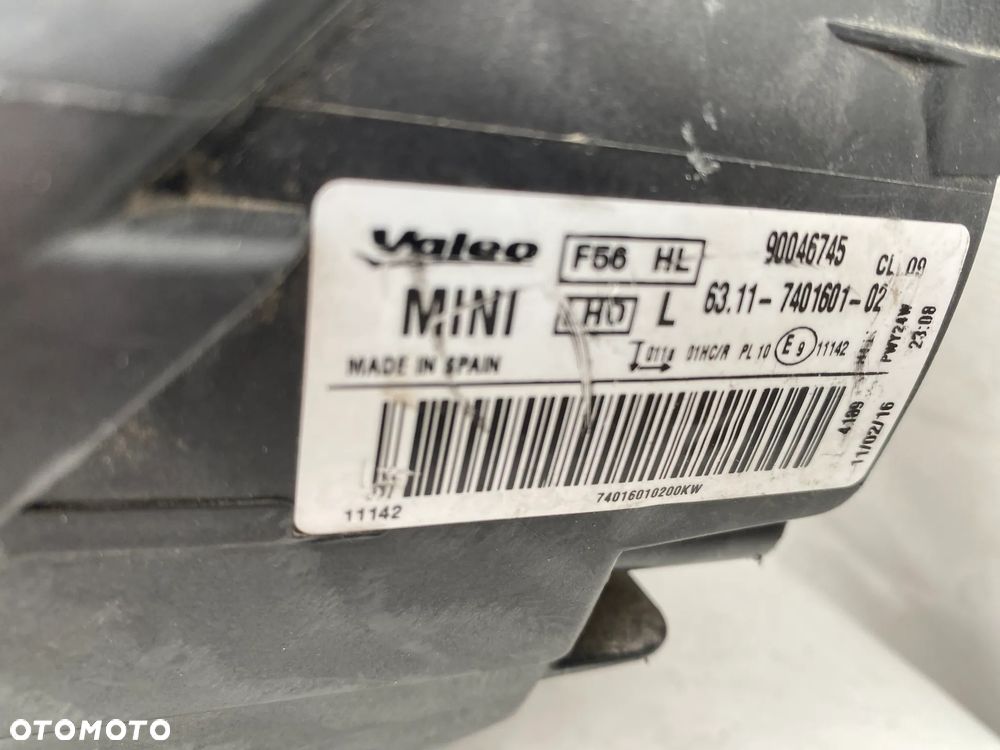 Valeo F56 HL 90046745 CL 09
MINI HO L 63.11-7401601-02
MADE IN SPAIN 01HC/R PL 10 E9 11142
PWY24W
4199
11/02/16 23:08
74016010200KW
11142
OTOMOTO